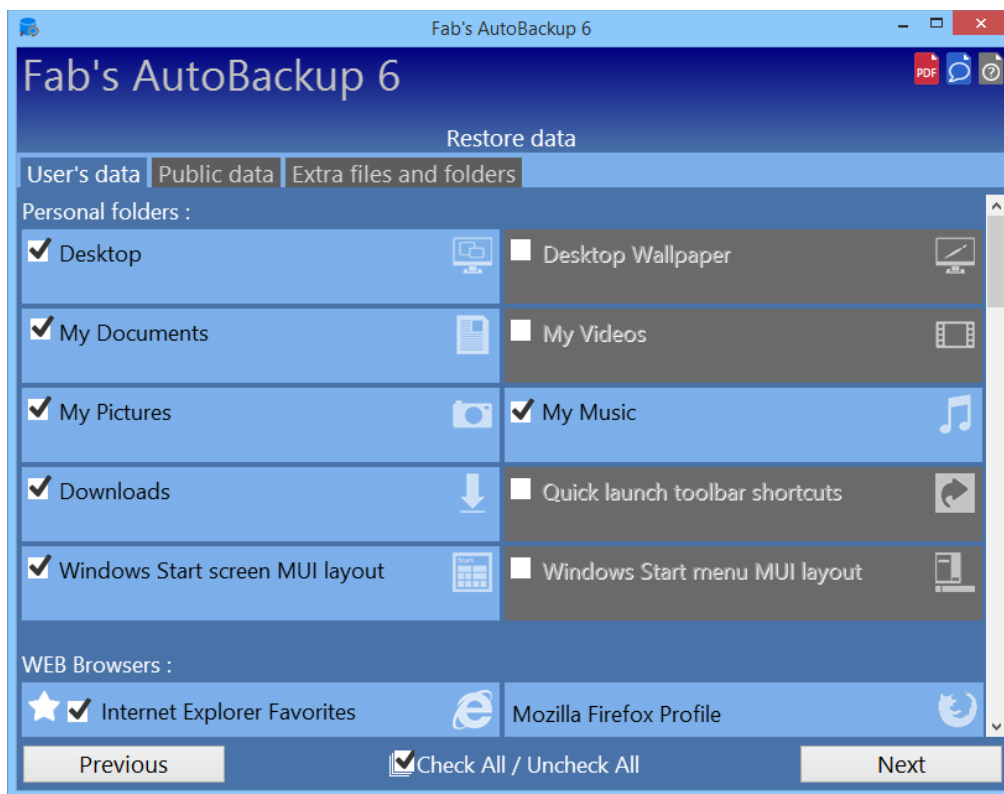 Fab's AutoBackup 6
Fab's AutoBackup 6
PDF
?
Restore data
User's data Public data Extra files and folders
Personal folders :
Desktop Desktop Wallpaper
My Documents My Videos
My Pictures My Music
Downloads Quick launch toolbar shortcuts
Start
Windows Start screen MUI layout Windows Start menu MUI layout
WEB Browsers :
Internet Explorer Favorites Mozilla Firefox Profile
Previous Check All / Uncheck All Next